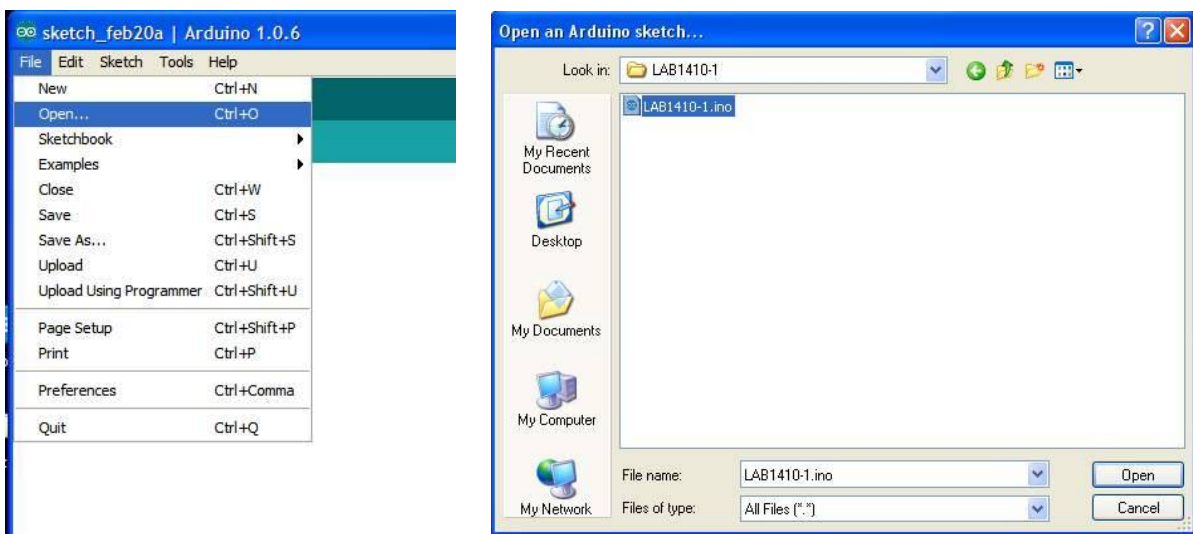 sketch_feb20a | Arduino 1.0.6
File Edit Sketch Tools Help
New Ctrl+N
Open... Ctrl+O
Sketchbook
Examples
Close Ctrl+W
Save Ctrl+S
Save As... Ctrl+Shift+S
Upload Ctrl+U
Upload Using Programmer Ctrl+Shift+U
Page Setup Ctrl+Shift+P
Print Ctrl+P
Preferences Ctrl+Comma
Quit Ctrl+Q
Open an Arduino sketch...
Look in: LAB1410-1
LAB1410-1.ino
My Recent
Documents
Desktop
My Documents
My Computer
My Network
File name: LAB1410-1.ino Open
Files of type: All Files (*.*) Cancel